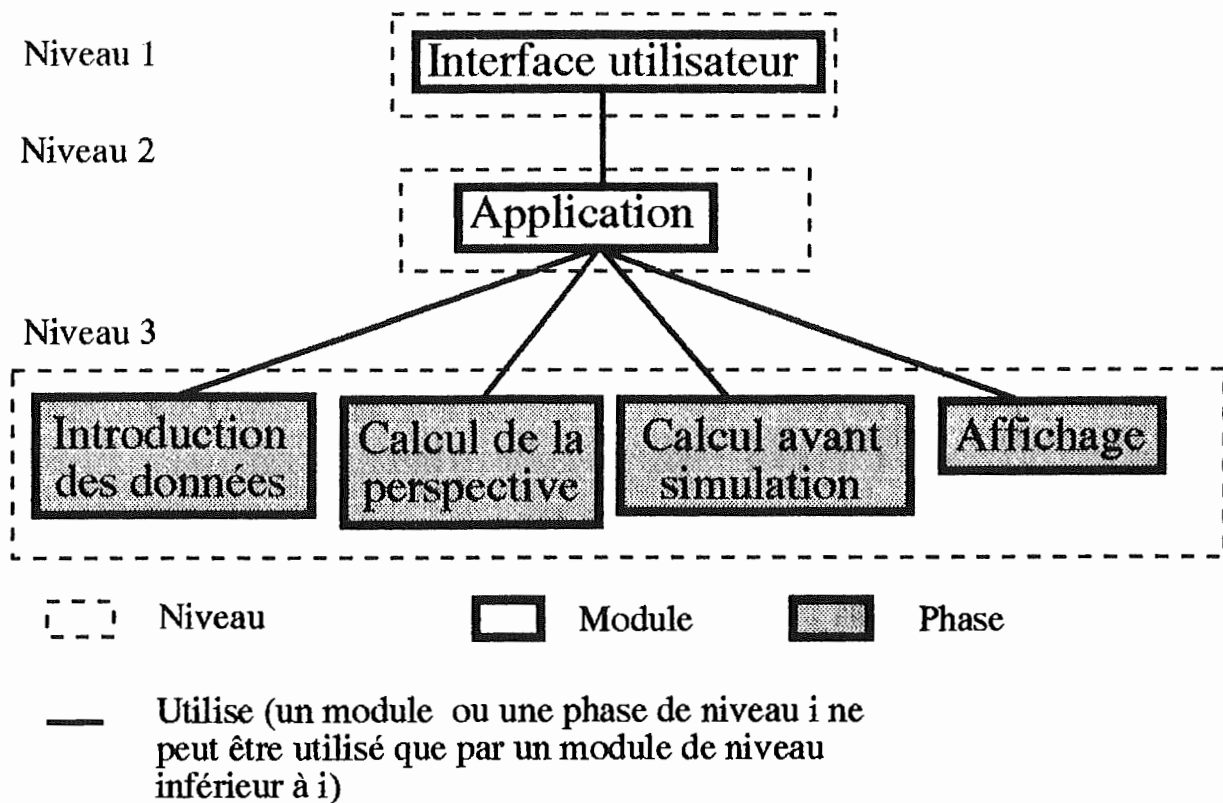 Niveau 1
Interface utilisateur
Niveau 2
Application
Niveau 3
Introduction
des données
Calcul de la
perspective
Calcul avant
simulation
Affichage
Niveau
Module
Phase
Utilise (un module ou une phase de niveau i ne
peut être utilisé que par un module de niveau
inférieur à i)